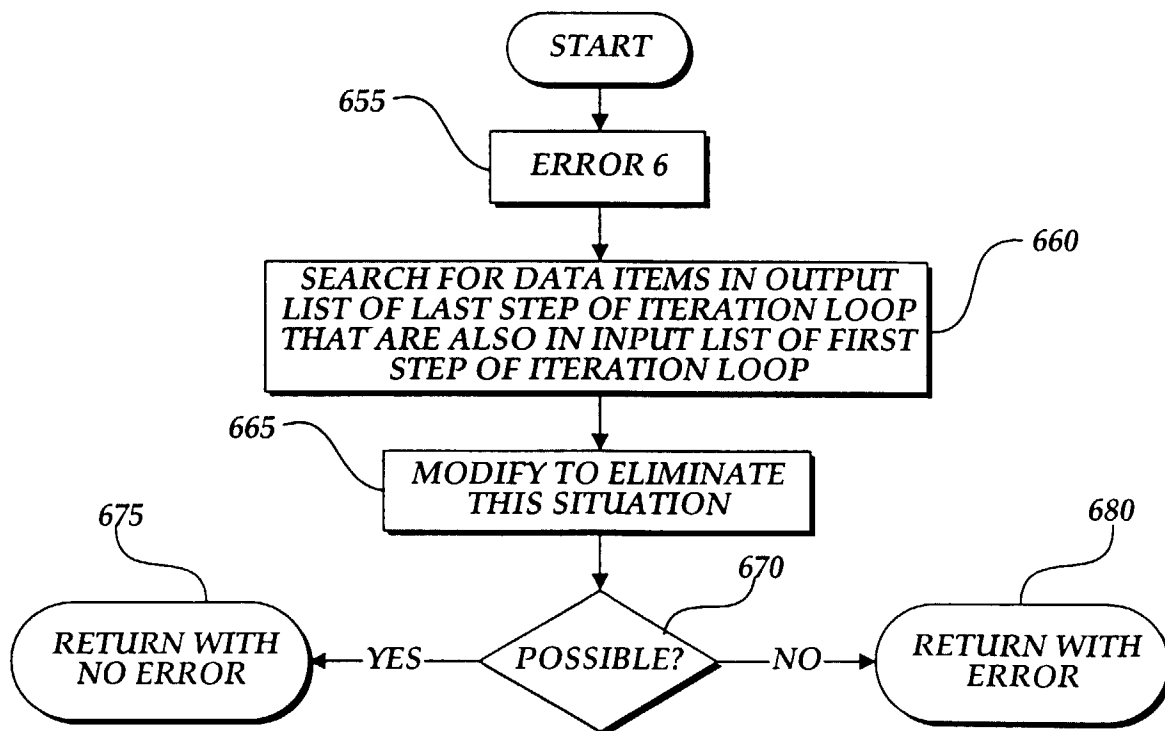 START
655
ERROR 6
660
SEARCH FOR DATA ITEMS IN OUTPUT
LIST OF LAST STEP OF ITERATION LOOP
THAT ARE ALSO IN INPUT LIST OF FIRST
STEP OF ITERATION LOOP
665
MODIFY TO ELIMINATE
THIS SITUATION
675
670
680
RETURN WITH
NO ERROR
YES
POSSIBLE?
NO
RETURN WITH
ERROR